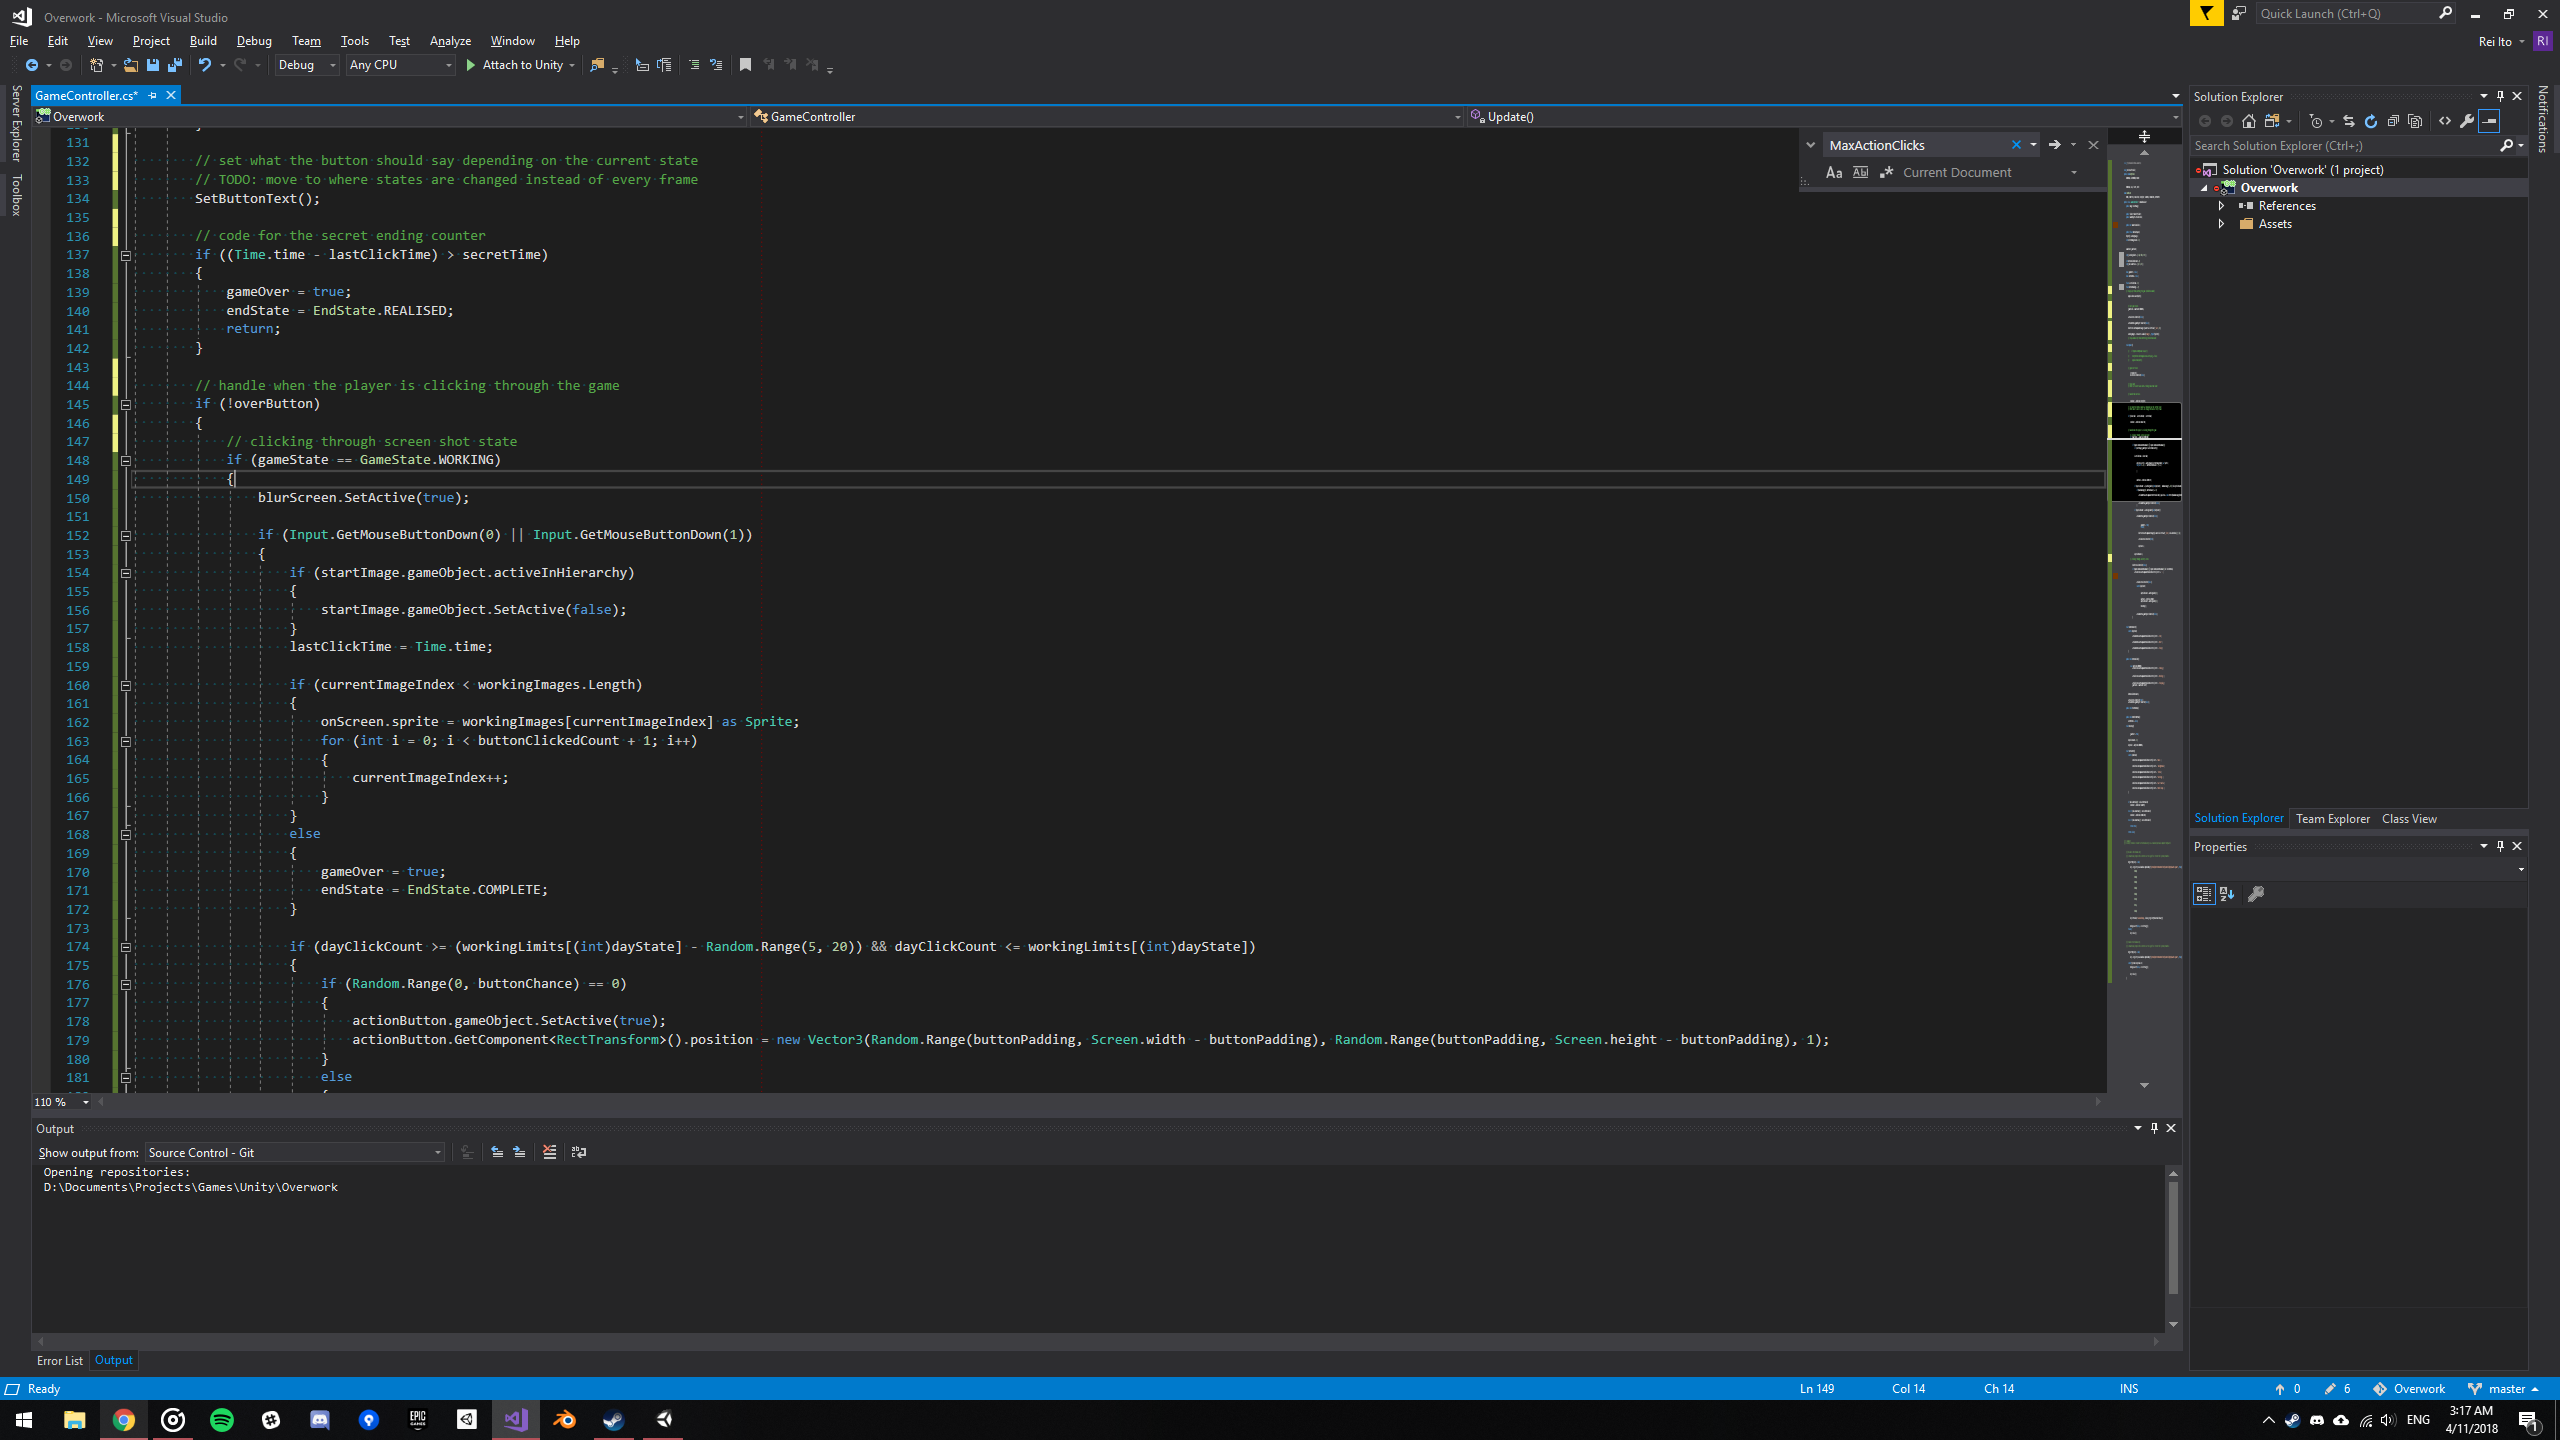 Overwork - Microsoft Visual Studio
Quick Launch (Ctrl+Q)
File Edit View Project Build Debug Team Tools Test Analyze Window Help
Rei Ito RI
Debug Any CPU Attach to Unity
Server Explorer
Toolbox
GameController.cs*
Overwork GameController Update()
MaxActionClicks
Aa Current Document
131
132 // set what the button should say depending on the current state
133 // TODO: move to where states are changed instead of every frame
134 SetButtonText();
135
136 // code for the secret ending counter
137 if ((Time.time - lastClickTime) > secretTime)
138 {
139 gameOver = true;
140 endState = EndState.REALISED;
141 return;
142 }
143
144 // handle when the player is clicking through the game
145 if (!overButton)
146 {
147 // clicking through screen shot state
148 if (gameState == GameState.WORKING)
149 {
150 blurScreen.SetActive(true);
151
152 if (Input.GetMouseButtonDown(0) || Input.GetMouseButtonDown(1))
153 {
154 if (startImage.gameObject.activeInHierarchy)
155 {
156 startImage.gameObject.SetActive(false);
157 }
158 lastClickTime = Time.time;
159
160 if (currentImageIndex < workingImages.Length)
161 {
162 onScreen.sprite = workingImages[currentImageIndex] as Sprite;
163 for (int i = 0; i < buttonClickedCount + 1; i++)
164 {
165 currentImageIndex++;
166 }
167 }
168 else
169 {
170 gameOver = true;
171 endState = EndState.COMPLETE;
172 }
173
174 if (dayClickCount >= (workingLimits[(int)dayState] - Random.Range(5, 20)) && dayClickCount <= workingLimits[(int)dayState])
175 {
176 if (Random.Range(0, buttonChance) == 0)
177 {
178 actionButton.gameObject.SetActive(true);
179 actionButton.GetComponent<RectTransform>().position = new Vector3(Random.Range(buttonPadding, Screen.width - buttonPadding), Random.Range(buttonPadding, Screen.height - buttonPadding), 1);
180 }
181 else
110 %
Output
Show output from: Source Control - Git
Opening repositories:
D:\Documents\Projects\Games\Unity\Overwork
Error List Output
Solution Explorer
Search Solution Explorer (Ctrl+;)
Solution 'Overwork' (1 project)
Overwork
References
Assets
Solution Explorer Team Explorer Class View
Properties
Notifications
Ready Ln 149 Col 14 Ch 14 INS 0 6 Overwork master
EPIC GAMES
ENG
3:17 AM
4/11/2018
1